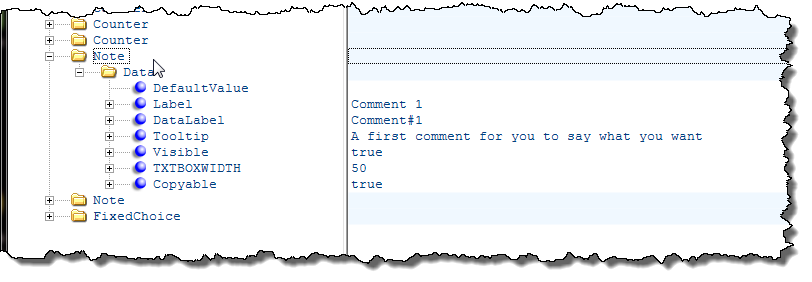 Counter
Counter
Note
Data
DefaultValue
Label Comment 1
DataLabel Comment#1
Tooltip A first comment for you to say what you want
Visible true
TXTBOXWIDTH 50
Copyable true
Note
FixedChoice